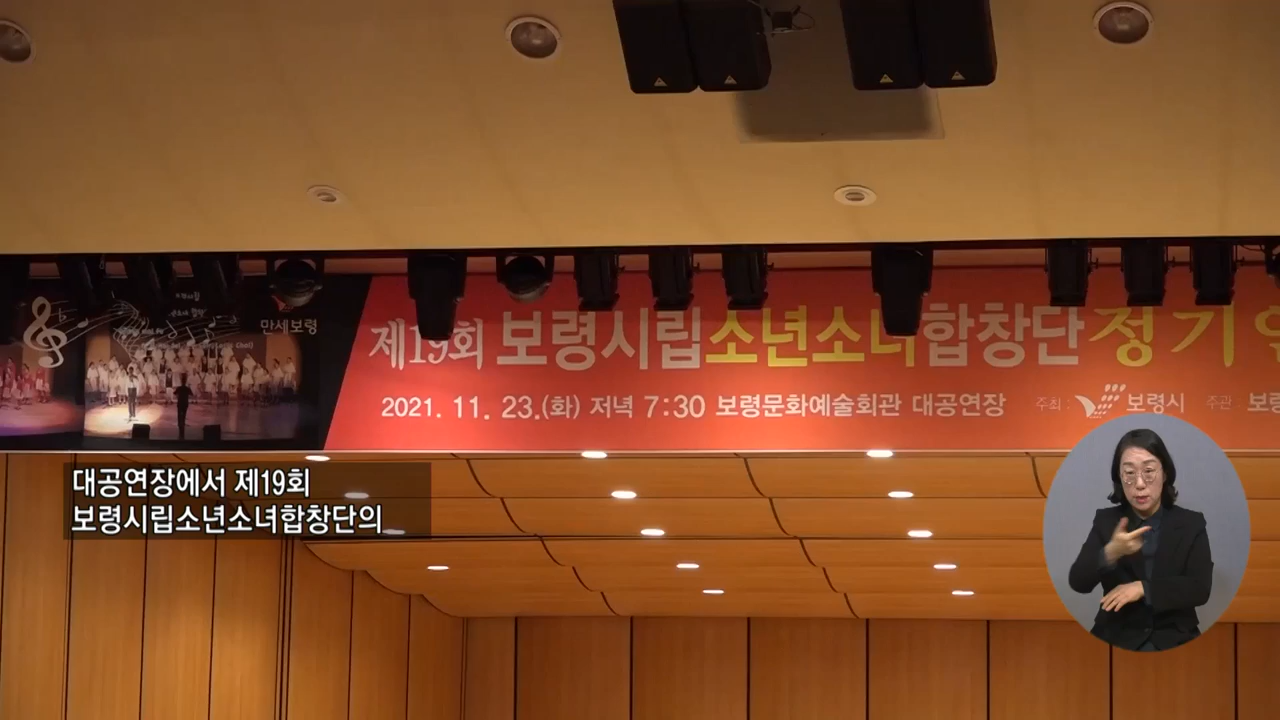 만세보령
제19회 보령시립소년소녀합창단 정기
2021. 11. 23.(화) 저녁 7:30 보령문화예술회관 대공연장 주최 : 보령시 주관 :
대공연장에서 제19회
보령시립소년소녀합창단의